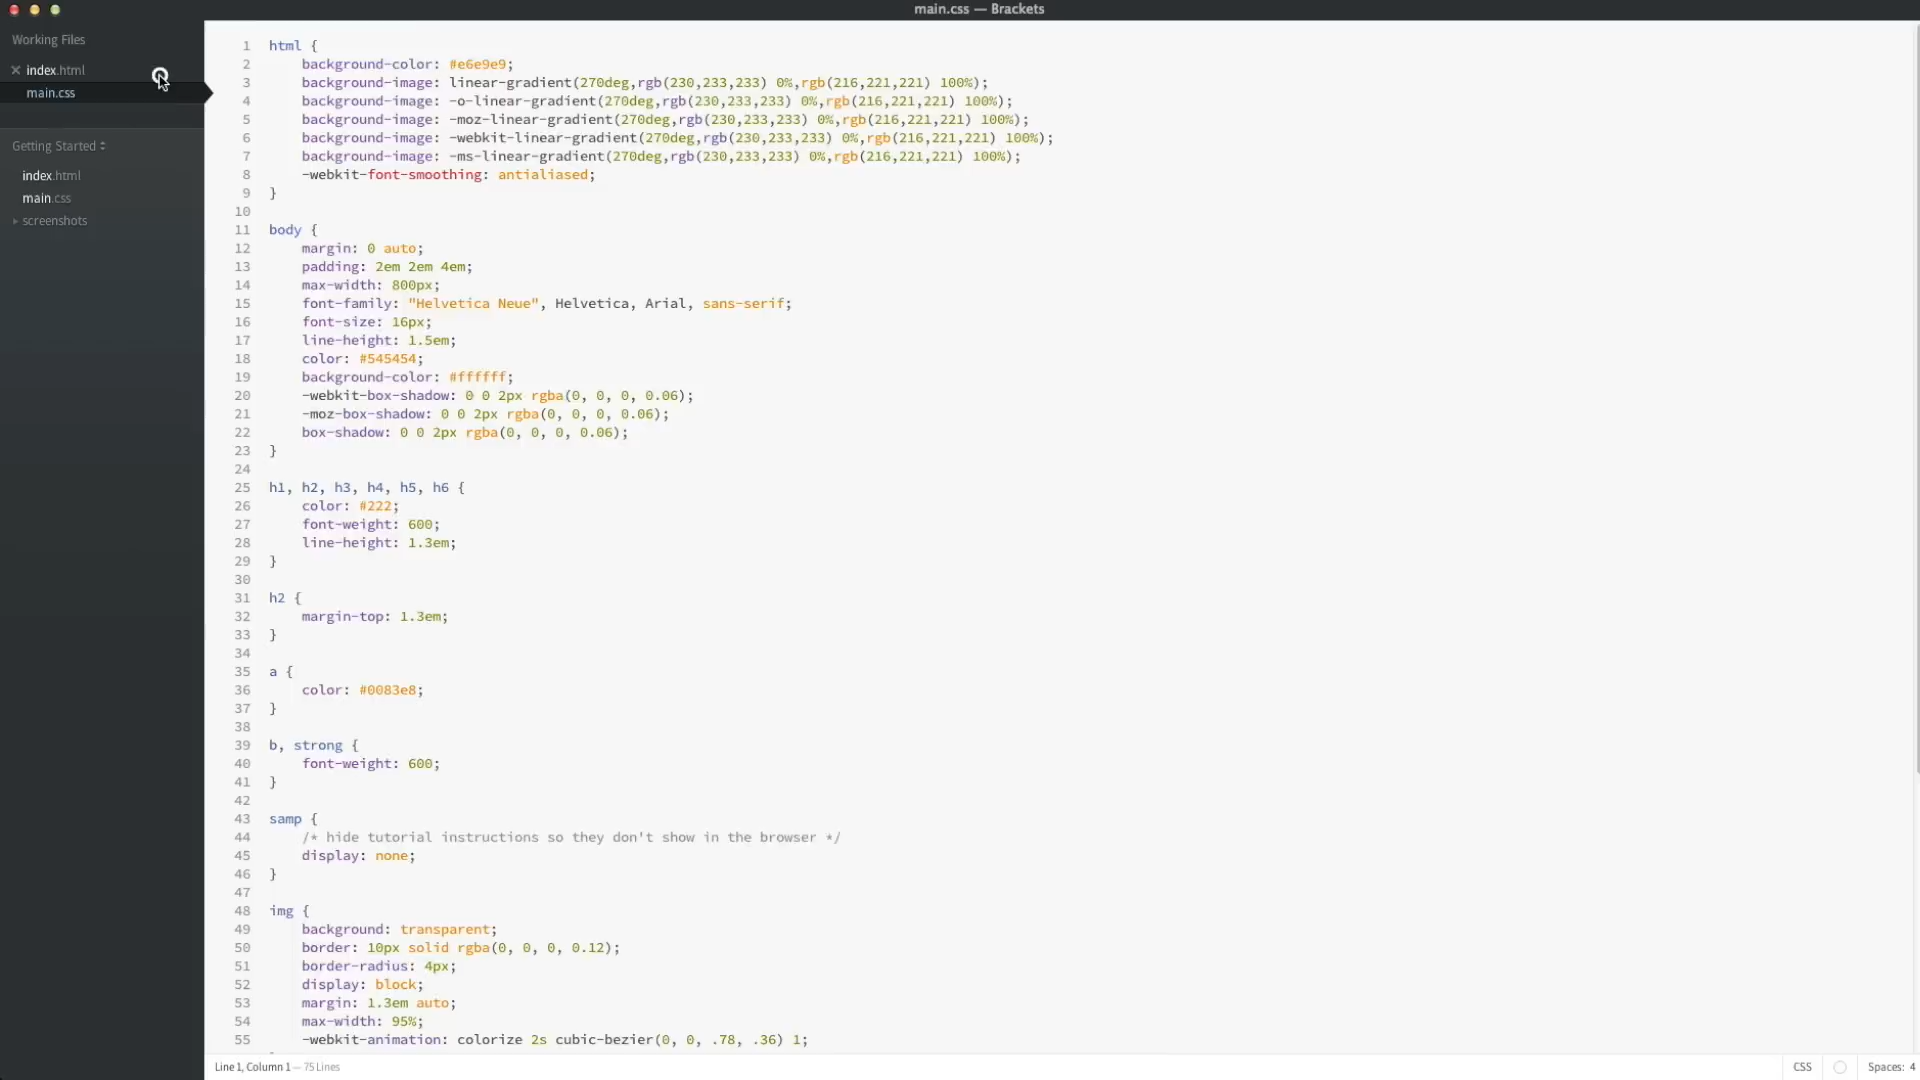 main.css — Brackets
Working Files
index.html
main.css
Getting Started
index.html
main.css
screenshots
1 html {
2 background-color: #e6e9e9;
3 background-image: linear-gradient(270deg,rgb(230,233,233) 0%,rgb(216,221,221) 100%);
4 background-image: -o-linear-gradient(270deg,rgb(230,233,233) 0%,rgb(216,221,221) 100%);
5 background-image: -moz-linear-gradient(270deg,rgb(230,233,233) 0%,rgb(216,221,221) 100%);
6 background-image: -webkit-linear-gradient(270deg,rgb(230,233,233) 0%,rgb(216,221,221) 100%);
7 background-image: -ms-linear-gradient(270deg,rgb(230,233,233) 0%,rgb(216,221,221) 100%);
8 -webkit-font-smoothing: antialiased;
9 }
10
11 body {
12 margin: 0 auto;
13 padding: 2em 2em 4em;
14 max-width: 800px;
15 font-family: "Helvetica Neue", Helvetica, Arial, sans-serif;
16 font-size: 16px;
17 line-height: 1.5em;
18 color: #545454;
19 background-color: #ffffff;
20 -webkit-box-shadow: 0 0 2px rgba(0, 0, 0, 0.06);
21 -moz-box-shadow: 0 0 2px rgba(0, 0, 0, 0.06);
22 box-shadow: 0 0 2px rgba(0, 0, 0, 0.06);
23 }
24
25 h1, h2, h3, h4, h5, h6 {
26 color: #222;
27 font-weight: 600;
28 line-height: 1.3em;
29 }
30
31 h2 {
32 margin-top: 1.3em;
33 }
34
35 a {
36 color: #0083e8;
37 }
38
39 b, strong {
40 font-weight: 600;
41 }
42
43 samp {
44 /* hide tutorial instructions so they don't show in the browser */
45 display: none;
46 }
47
48 img {
49 background: transparent;
50 border: 10px solid rgba(0, 0, 0, 0.12);
51 border-radius: 4px;
52 display: block;
53 margin: 1.3em auto;
54 max-width: 95%;
55 -webkit-animation: colorize 2s cubic-bezier(0, 0, .78, .36) 1;
Line 1, Column 1 — 75 Lines
CSS
Spaces: 4